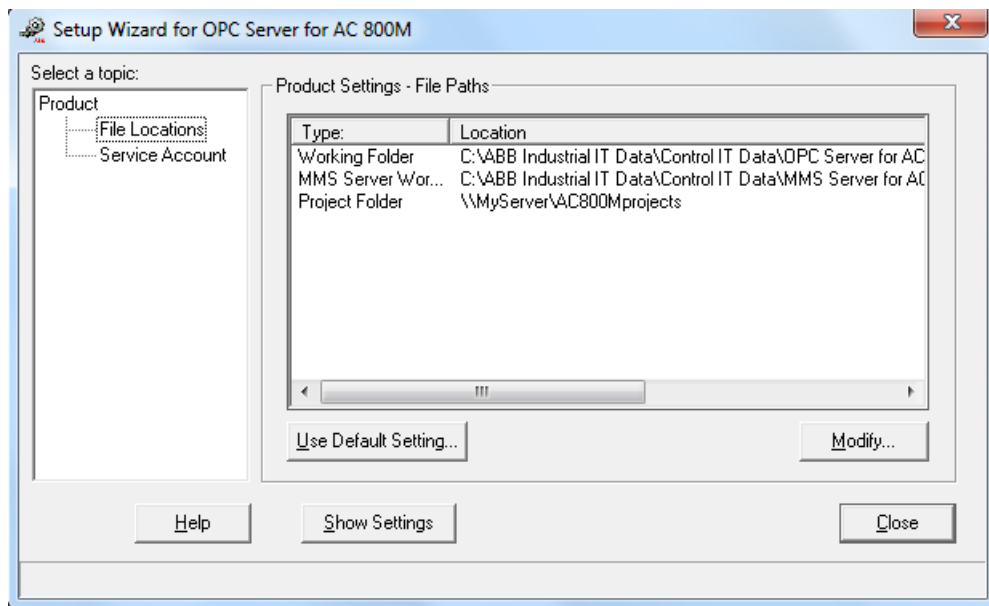 Setup Wizard for OPC Server for AC 800M
Select a topic:
Product
File Locations
Service Account
Product Settings - File Paths
Type: Location
Working Folder C:\ABB Industrial IT Data\Control IT Data\OPC Server for AC
MMS Server Wor... C:\ABB Industrial IT Data\Control IT Data\MMS Server for AC
Project Folder \\MyServer\AC800Mprojects
Use Default Setting... Modify...
Help Show Settings Close